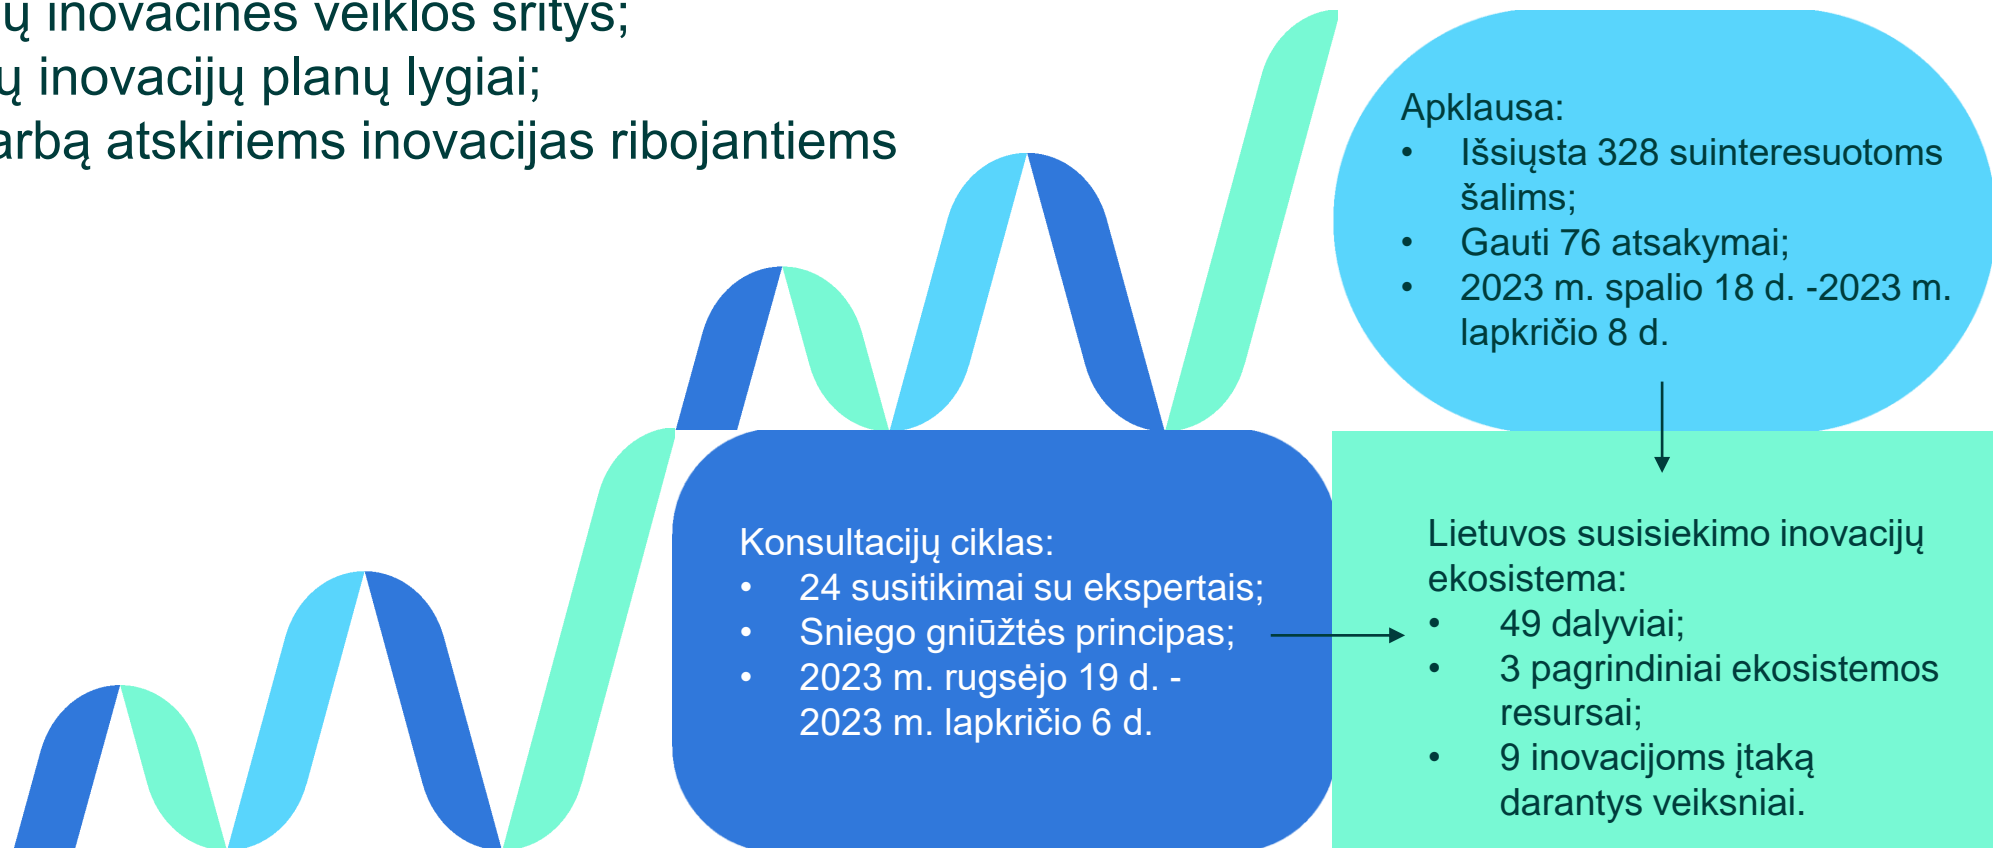 ų inovacinės veiklos sritys;
ų inovacijų planų lygiai;
arbą atskiriems inovacijas ribojantiems
Apklausa:
• Išsiųsta 328 suinteresuotoms
šalims;
• Gauti 76 atsakymai;
• 2023 m. spalio 18 d. -2023 m.
lapkričio 8 d.
Konsultacijų ciklas:
• 24 susitikimai su ekspertais;
• Sniego gniūžtės principas;
• 2023 m. rugsėjo 19 d. -
2023 m. lapkričio 6 d.
Lietuvos susisiekimo inovacijų
ekosistema:
• 49 dalyviai;
• 3 pagrindiniai ekosistemos
resursai;
• 9 inovacijoms įtaką
darantys veiksniai.